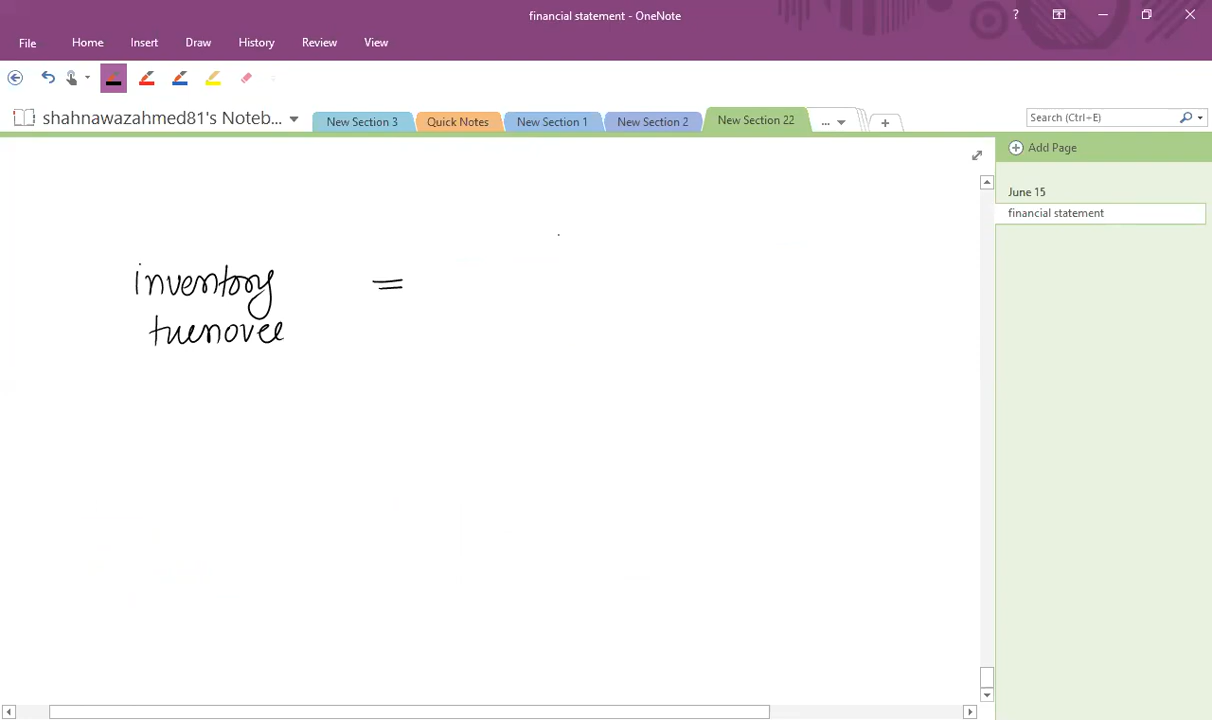 financial statement - OneNote
?
File Home Insert Draw History Review View
shahnawazahmed81's Noteb...
New Section 3 Quick Notes New Section 1 New Section 2 New Section 22 ...
Search (Ctrl+E)
Add Page
June 15
financial statement
inventory =
turnover